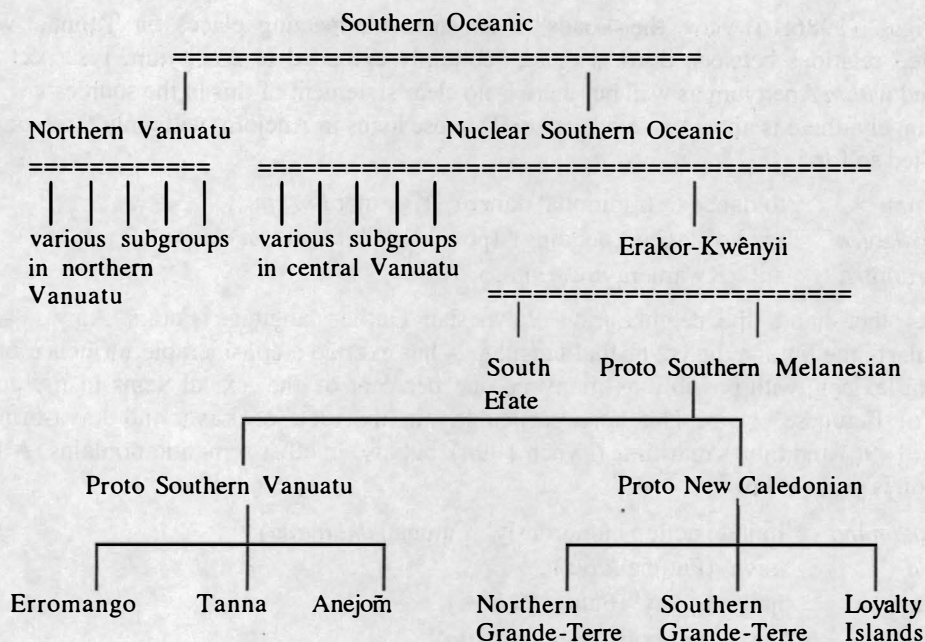 Southern Oceanic
Northern Vanuatu
Nuclear Southern Oceanic
various subgroups
in northern
Vanuatu
various subgroups
in central Vanuatu
Erakor-Kwênyii
South
Efate
Proto Southern Melanesian
Proto Southern Vanuatu
Proto New Caledonian
Erromango
Tanna
Anejom̃
Northern
Grande-Terre
Southern
Grande-Terre
Loyalty
Islands